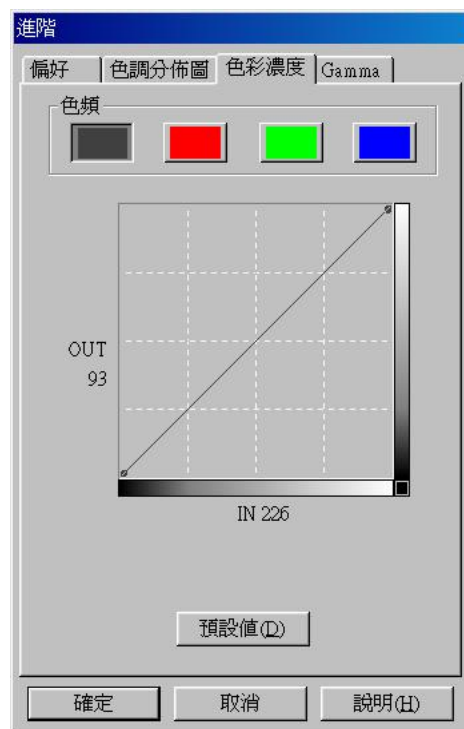 進階
偏好 色調分佈圖 色彩濃度 Gamma
色頻
OUT
93
IN 226
預設值(D)
確定 取消 說明(H)